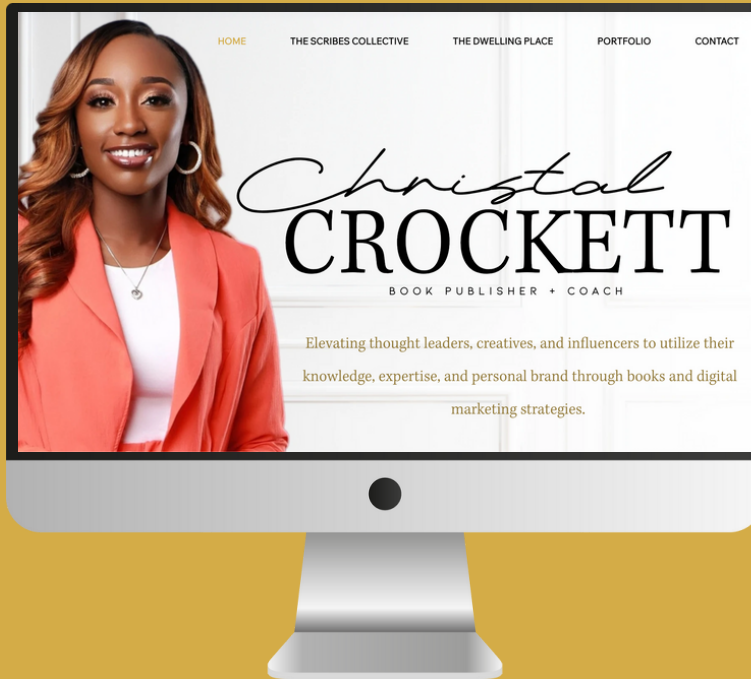 HOME THE SCRIBES COLLECTIVE THE DWELLING PLACE PORTFOLIO CONTACT
Christal
CROCKETT
BOOK PUBLISHER + COACH
Elevating thought leaders, creatives, and influencers to utilize their
knowledge, expertise, and personal brand through books and digital
marketing strategies.